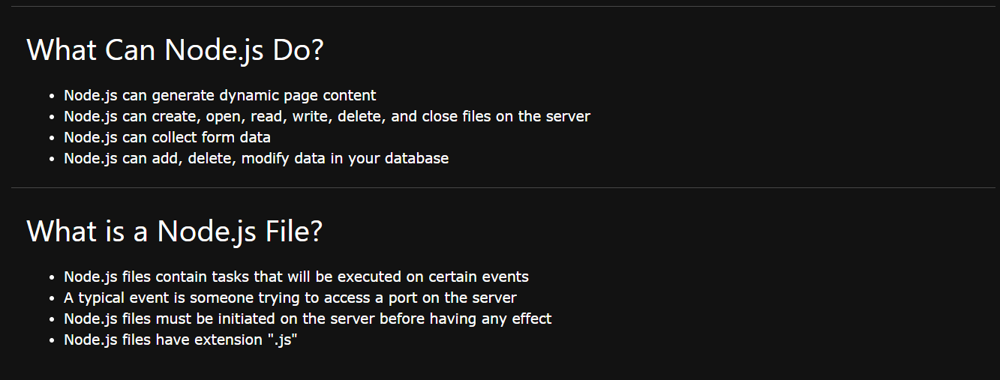 What Can Node.js Do?
• Node.js can generate dynamic page content
• Node.js can create, open, read, write, delete, and close files on the server
• Node.js can collect form data
• Node.js can add, delete, modify data in your database
What is a Node.js File?
• Node.js files contain tasks that will be executed on certain events
• A typical event is someone trying to access a port on the server
• Node.js files must be initiated on the server before having any effect
• Node.js files have extension ".js"